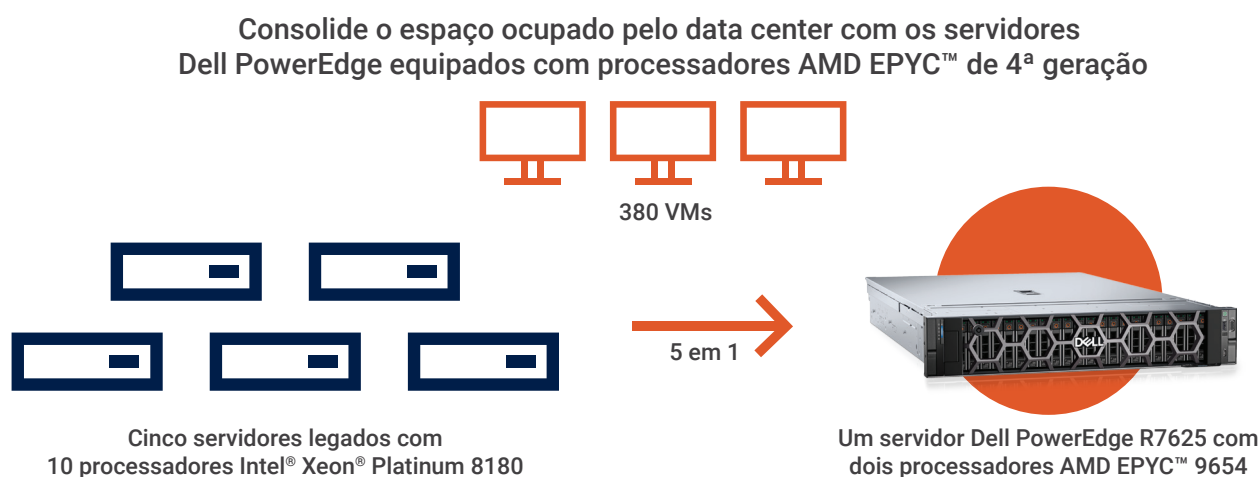 Consolide o espaço ocupado pelo data center com os servidores
Dell PowerEdge equipados com processadores AMD EPYC™ de 4ª geração
380 VMs
5 em 1
DELL
Cinco servidores legados com
10 processadores Intel® Xeon® Platinum 8180
Um servidor Dell PowerEdge R7625 com
dois processadores AMD EPYC™ 9654